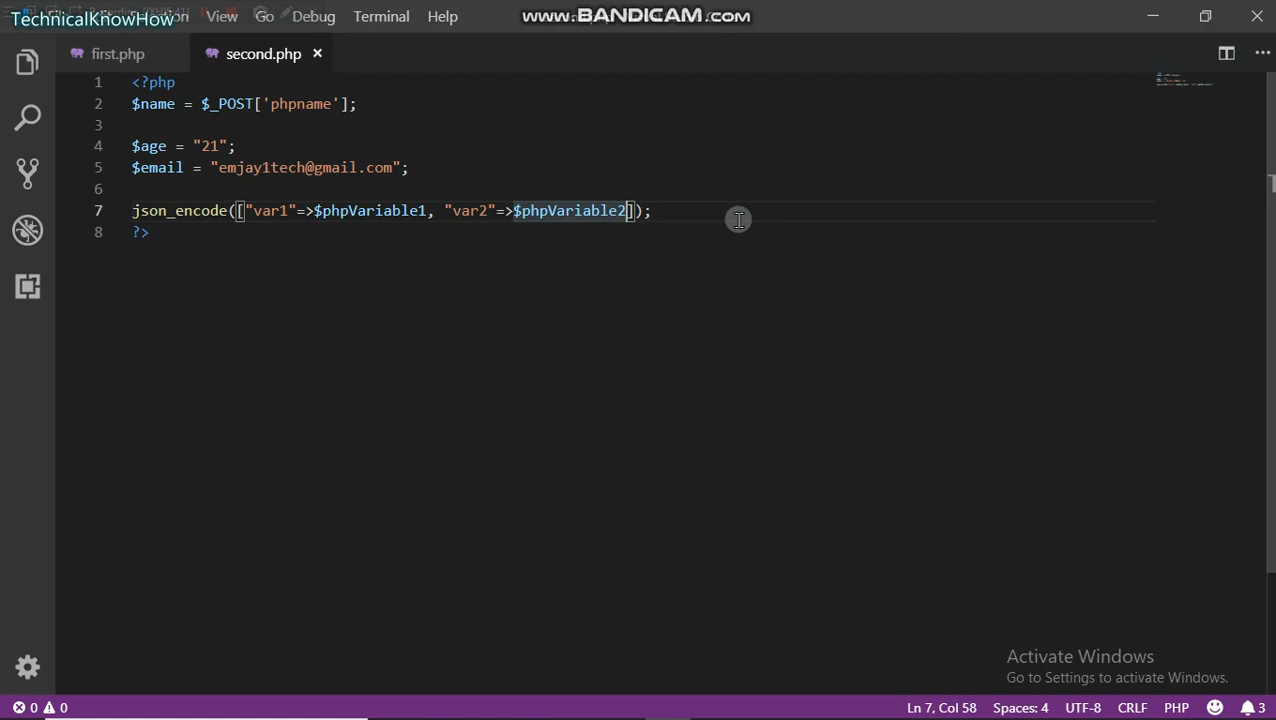 TechnicalKnowHow
View Go Debug Terminal Help
www.BANDICAM.com
first.php
second.php
1 <?php
2 $name = $_POST['phpname'];
3
4 $age = "21";
5 $email = "emjay1tech@gmail.com";
6
7 json_encode(["var1"=>$phpVariable1, "var2"=>$phpVariable2]);
8 ?>
Activate Windows
Go to Settings to activate Windows.
0 0 Ln 7, Col 58 Spaces: 4 UTF-8 CRLF PHP 3